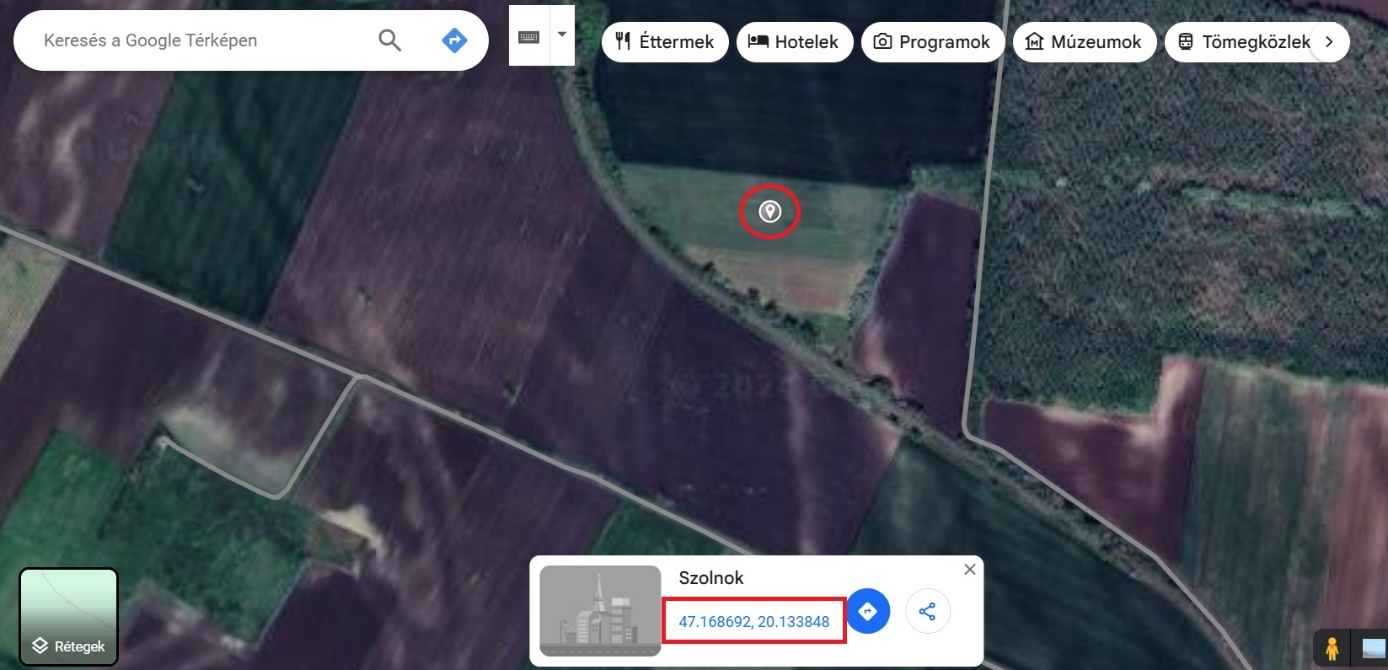 Keresés a Google Térképen
Éttermek
Hotelek
Programok
Múzeumok
Tömegközlek
Szolnok
47.168692, 20.133848
Rétegek